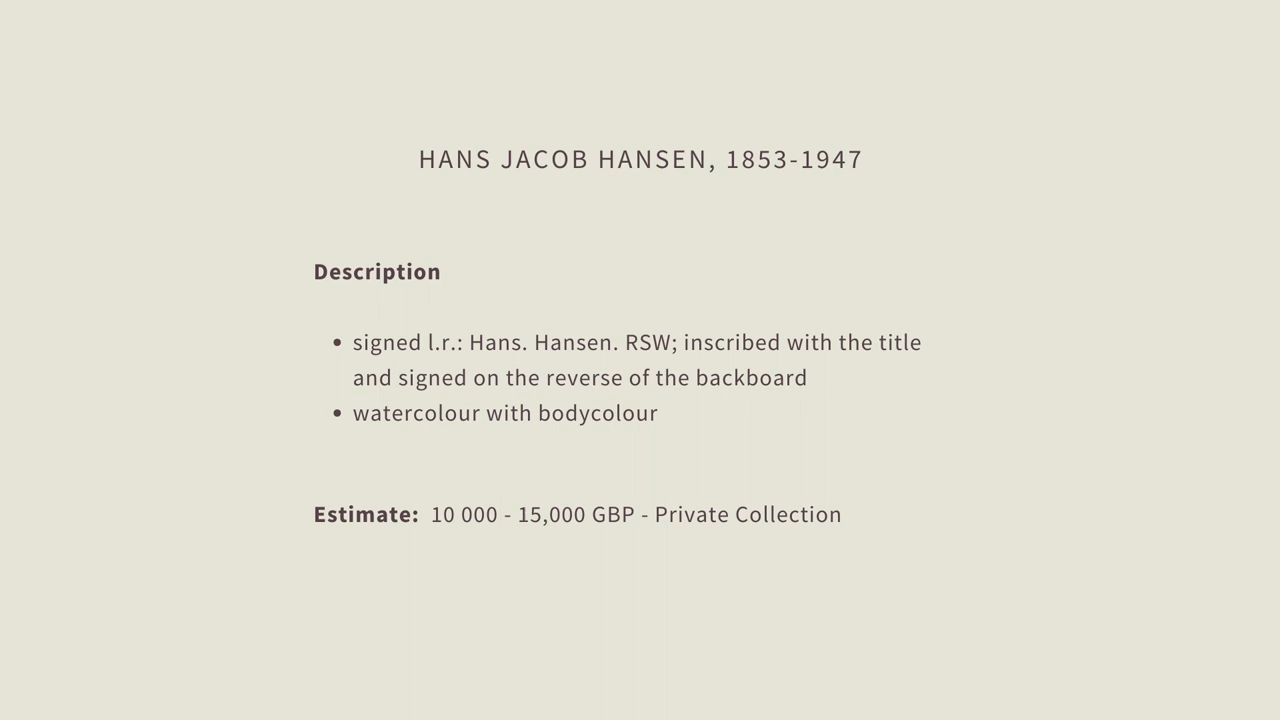 HANS JACOB HANSEN, 1853-1947
Description
• signed l.r.: Hans. Hansen. RSW; inscribed with the title
and signed on the reverse of the backboard
• watercolour with bodycolour
Estimate: 10 000 - 15,000 GBP - Private Collection